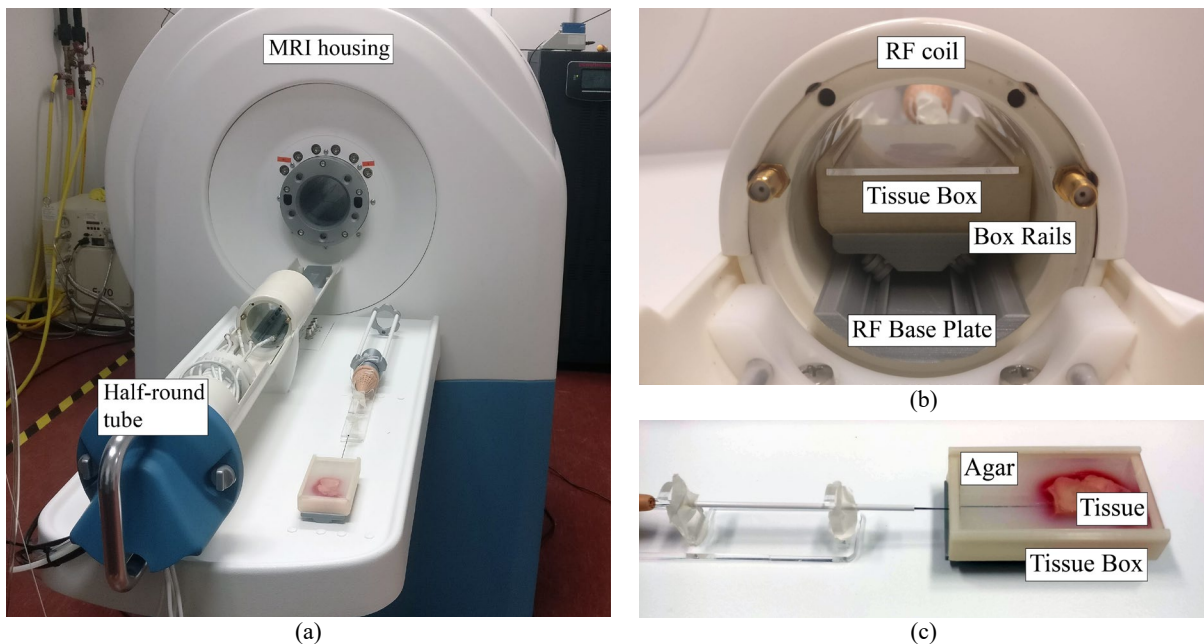 MRI housing
Half-round
tube
(a)
RF coil
Tissue Box
Box Rails
RF Base Plate
(b)
Agar
Tissue
Tissue Box
(c)